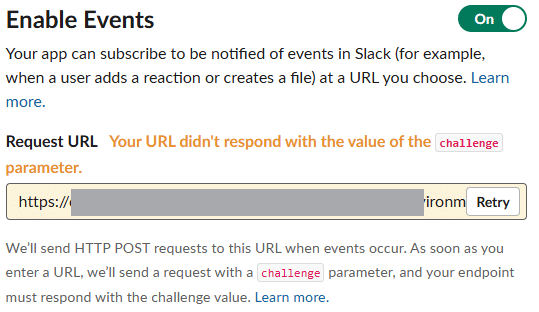 Enable Events
On
Your app can subscribe to be notified of events in Slack (for example,
when a user adds a reaction or creates a file) at a URL you choose. Learn
more.
Request URL Your URL didn't respond with the value of the challenge
parameter.
https:// ironm Retry
We'll send HTTP POST requests to this URL when events occur. As soon as you
enter a URL, we'll send a request with a challenge parameter, and your endpoint
must respond with the challenge value. Learn more.